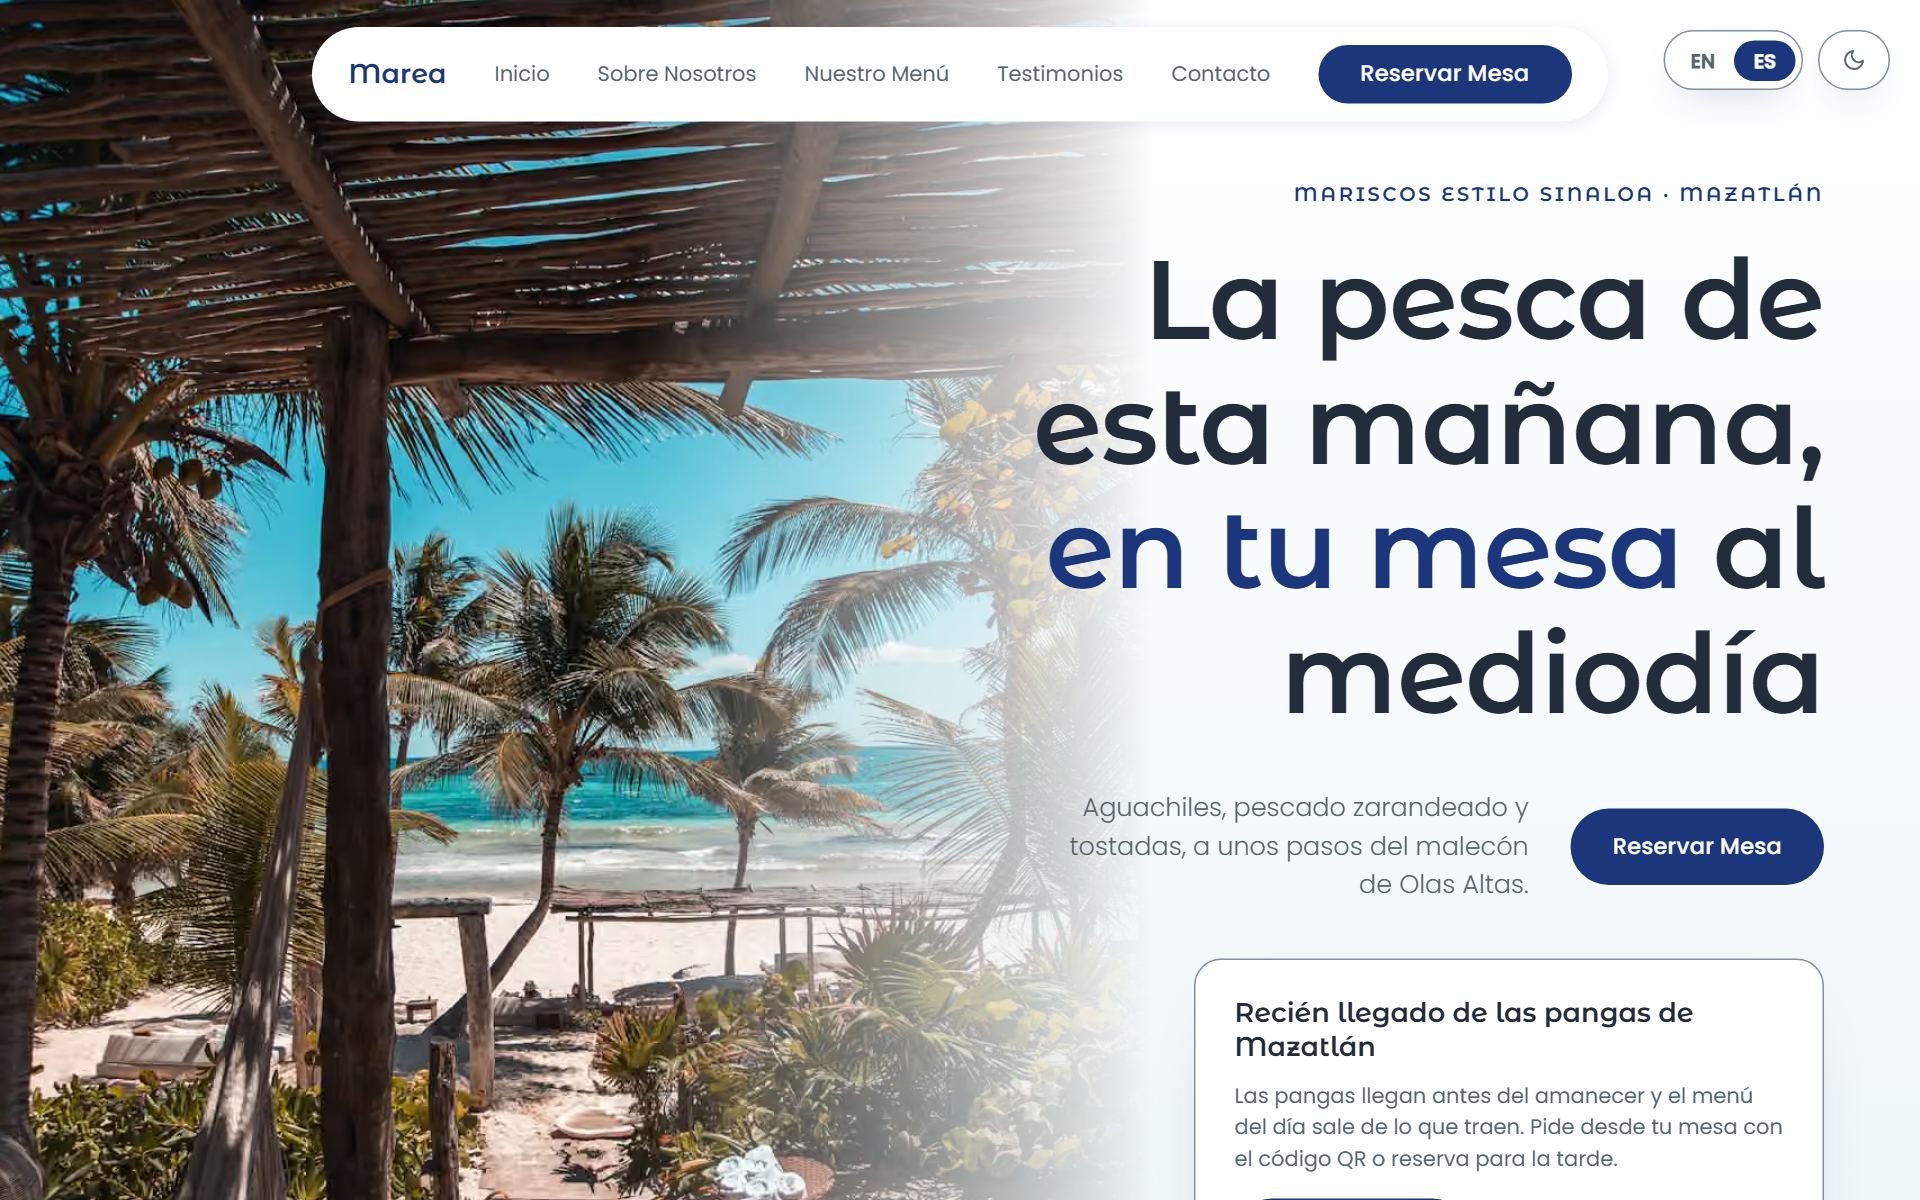 Marea
Inicio
Sobre Nosotros
Nuestro Menú
Testimonios
Contacto
Reservar Mesa
EN
ES
MARISCOS ESTILO SINALOA · MAZATLÁN
La pesca de
esta mañana,
en tu mesa al
mediodía
Aguachiles, pescado zarandeado y
tostadas, a unos pasos del malecón
de Olas Altas.
Reservar Mesa
Recién llegado de las pangas de
Mazatlán
Las pangas llegan antes del amanecer y el menú
del día sale de lo que traen. Pide desde tu mesa con
el código QR o reserva para la tarde.